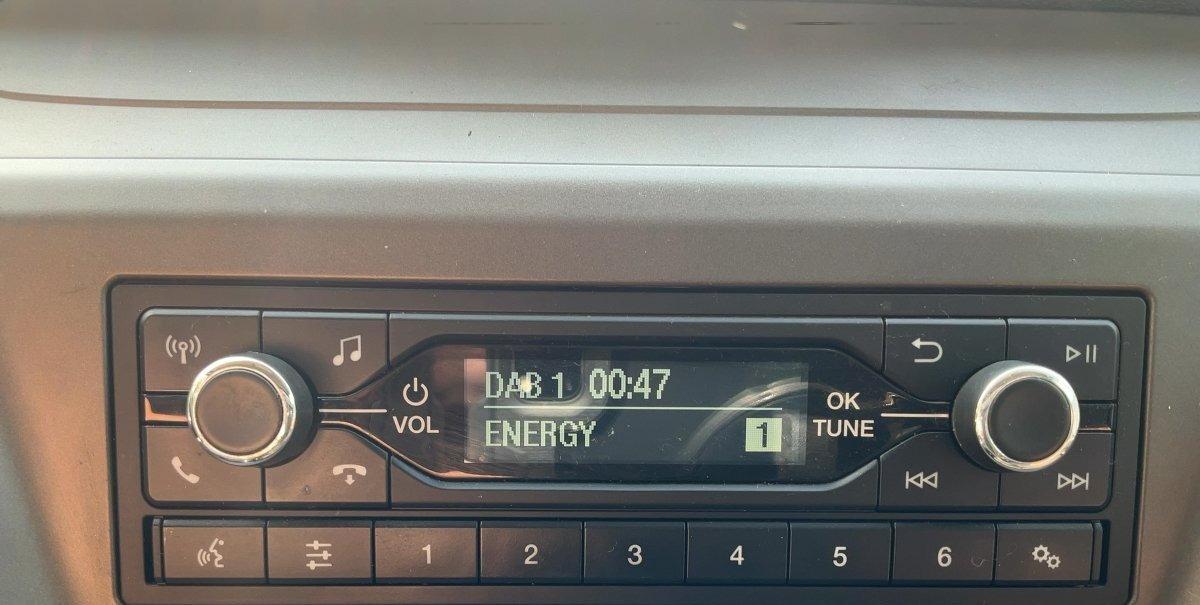 DAB 1 00:47
ENERGY 1
VOL
OK
TUNE
1 2 3 4 5 6